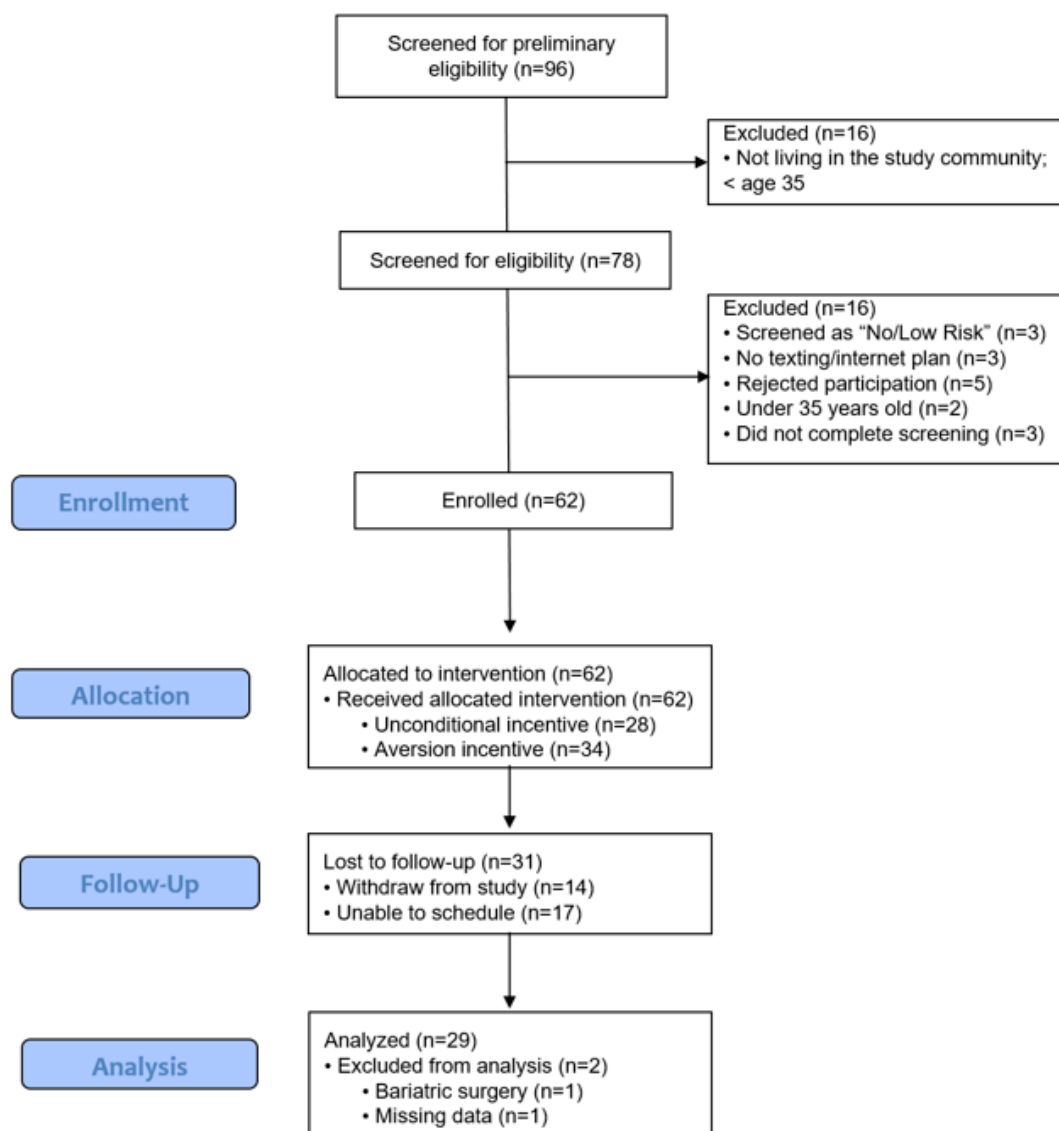 Screened for preliminary
eligibility (n=96)
Excluded (n=16)
• Not living in the study community;
< age 35
Screened for eligibility (n=78)
Excluded (n=16)
• Screened as “No/Low Risk” (n=3)
• No texting/internet plan (n=3)
• Rejected participation (n=5)
• Under 35 years old (n=2)
• Did not complete screening (n=3)
Enrollment
Enrolled (n=62)
Allocation
Allocated to intervention (n=62)
• Received allocated intervention (n=62)
• Unconditional incentive (n=28)
• Aversion incentive (n=34)
Follow-Up
Lost to follow-up (n=31)
• Withdraw from study (n=14)
• Unable to schedule (n=17)
Analysis
Analyzed (n=29)
• Excluded from analysis (n=2)
• Bariatric surgery (n=1)
• Missing data (n=1)